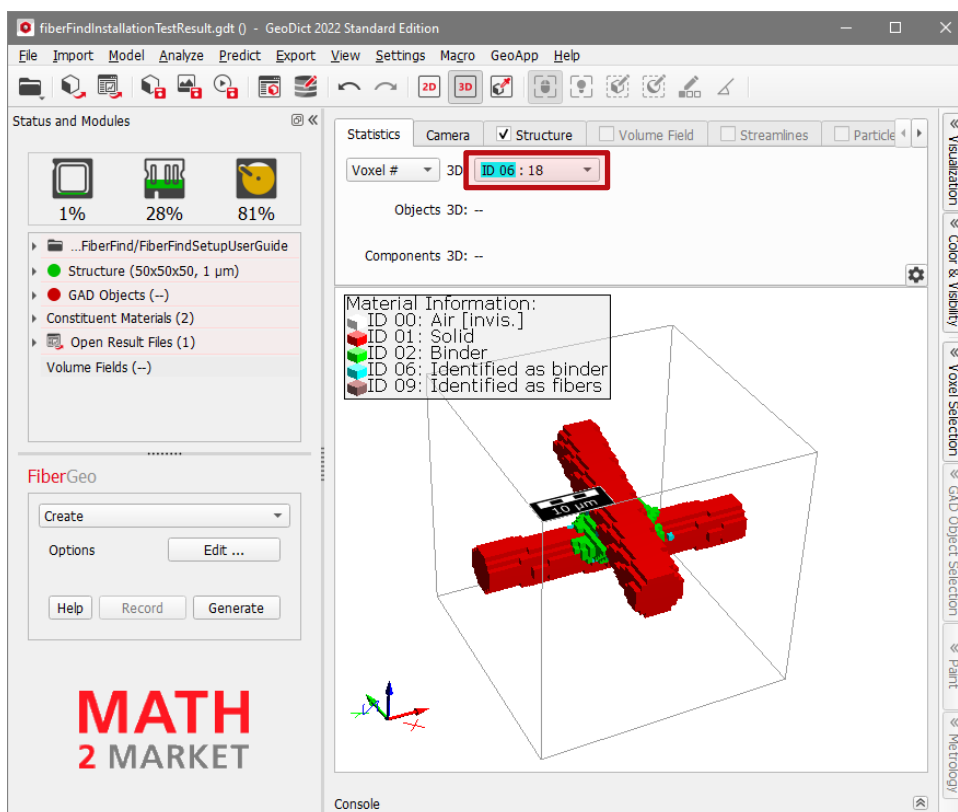 fiberFindInstallationTestResult.gdt () - GeoDict 2022 Standard Edition
File Import Model Analyze Predict Export View Settings Macro GeoApp Help
2D 3D
Status and Modules
1% 28% 81%
...FiberFind/FiberFindSetupUserGuide
Structure (50x50x50, 1 µm)
GAD Objects (--)
Constituent Materials (2)
Open Result Files (1)
Volume Fields (--)
FiberGeo
Create
Options Edit ...
Help Record Generate
MATH
2 MARKET
Statistics Camera Structure Volume Field Streamlines Particle
Voxel # 3D ID 06 : 18
Objects 3D: --
Components 3D: --
Material Information:
ID 00: Air [invis.]
ID 01: Solid
ID 02: Binder
ID 06: Identified as binder
ID 09: Identified as fibers
10 µm
Z
Y
X
Console
Visualization
Color & Visibility
Voxel Selection
GAD Object Selection
Paint
Metrology